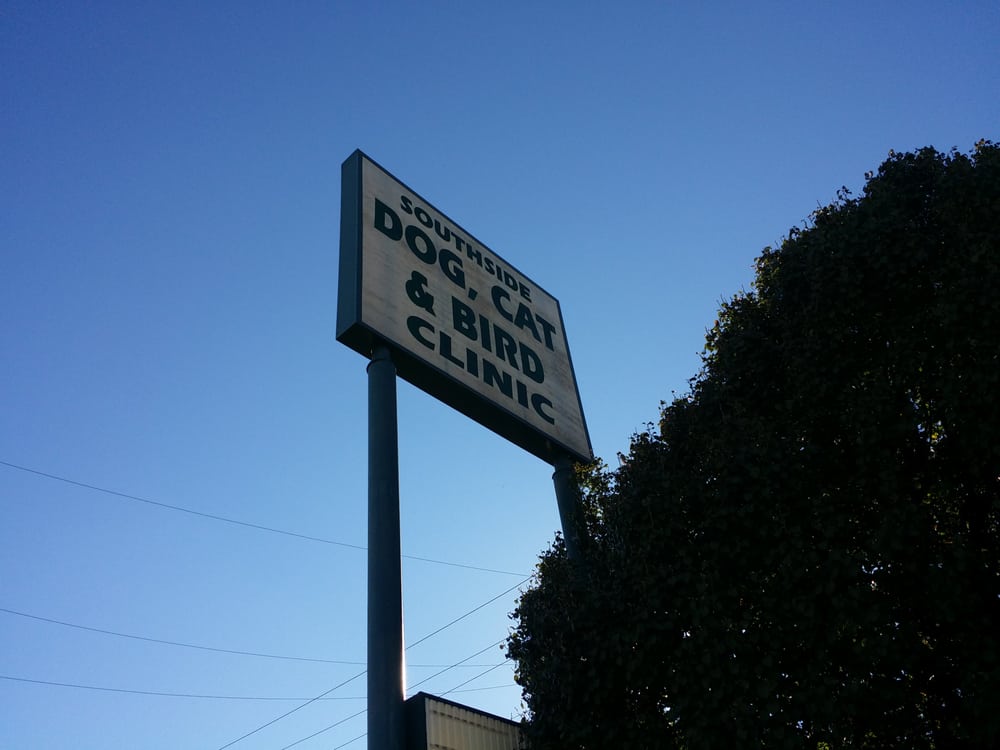 SOUTHSIDE
DOG, CAT
& BIRD
CLINIC